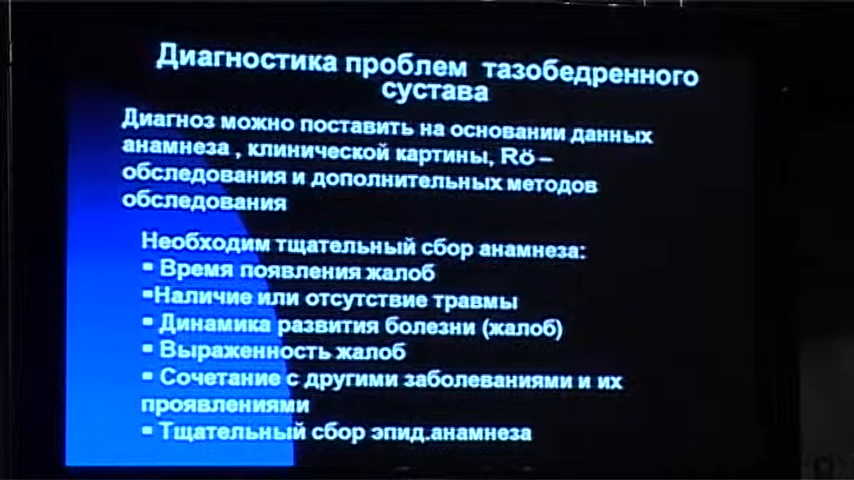 Диагностика проблем тазобедренного
сустава
Диагноз можно поставить на основании данных
анамнеза , клинической картины, Rö –
обследования и дополнительных методов
обследования
Необходим тщательный сбор анамнеза:
▪ Время появления жалоб
▪Наличие или отсутствие травмы
▪ Динамика развития болезни (жалоб)
▪ Выраженность жалоб
▪ Сочетание с другими заболеваниями и их
проявлениями
▪ Тщательный сбор эпид.анамнеза